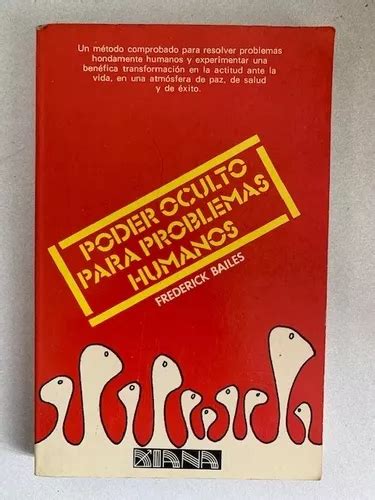 Un método comprobado para resolver problemas
hondamente humanos y experimentar una
benéfica transformación en la actitud ante la
vida, en una atmósfera de paz, de salud
y de éxito.
PODER OCULTO
PARA PROBLEMAS
HUMANOS
FREDERICK BAILES
DIANA